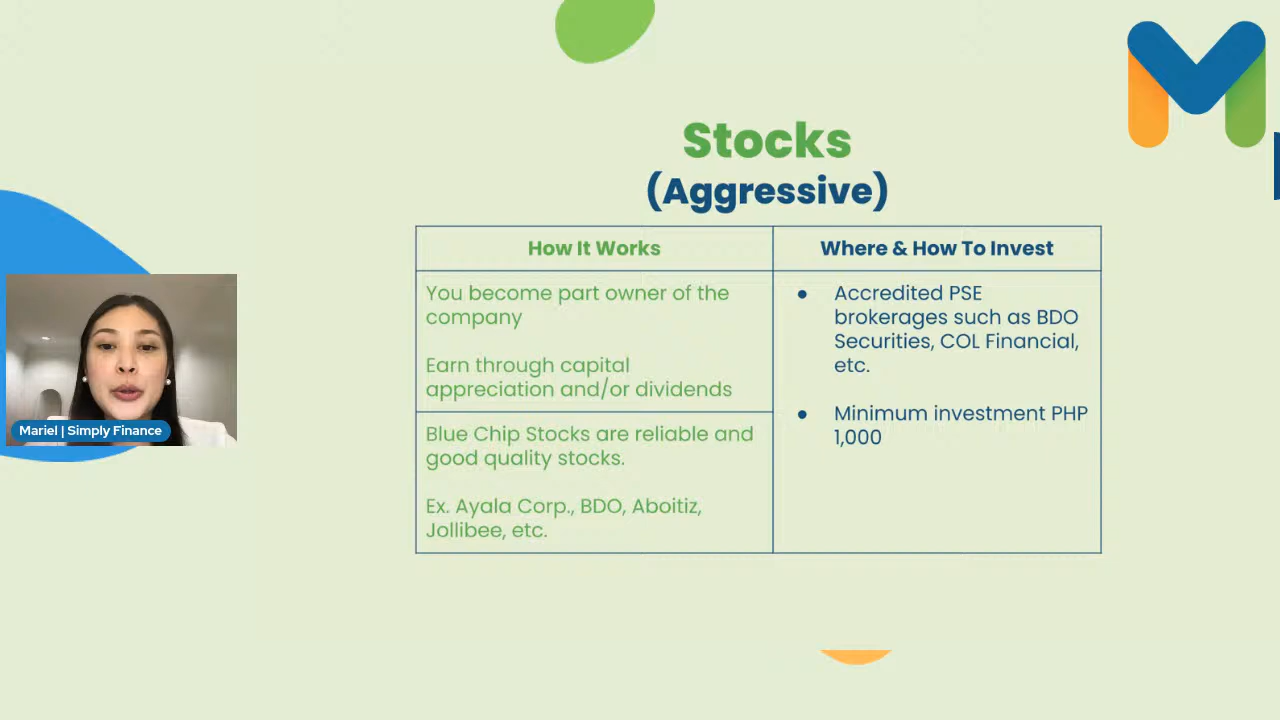 Stocks
(Aggressive)
How It Works
Where & How To Invest
You become part owner of the
company
Earn through capital
appreciation and/or dividends
Blue Chip Stocks are reliable and
good quality stocks.
Ex. Ayala Corp., BDO, Aboitiz,
Jollibee, etc.
● Accredited PSE
brokerages such as BDO
Securities, COL Financial,
etc.
● Minimum investment PHP
1,000
Mariel | Simply Finance